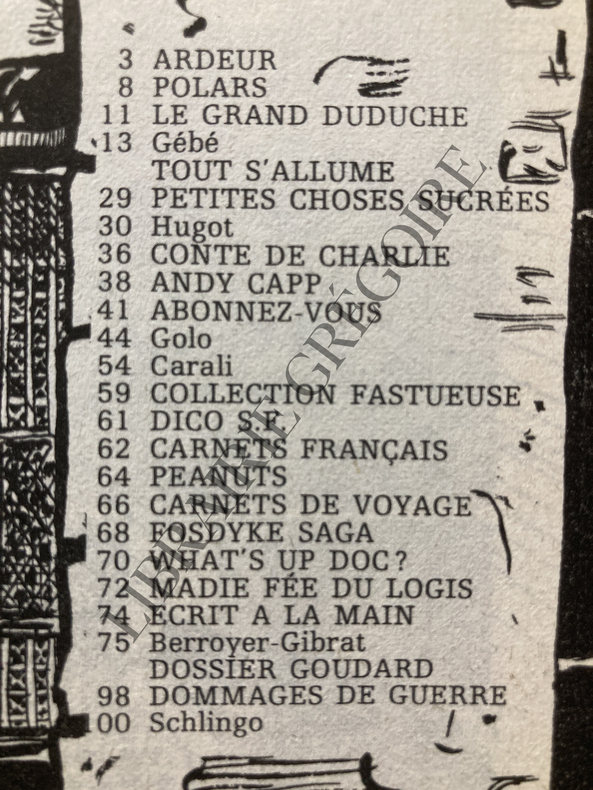 3 ARDEUR
8 POLARS
11 LE GRAND DUDUCHE
13 Gébé
TOUT S'ALLUME
29 PETITES CHOSES SUCRÉES
30 Hugot
36 CONTE DE CHARLIE
38 ANDY CAPP
41 ABONNEZ-VOUS
44 Golo
54 Carali
59 COLLECTION FASTUEUSE
61 DICO S.F.
62 CARNETS FRANÇAIS
64 PEANUTS
66 CARNETS DE VOYAGE
68 FOSDYKE SAGA
70 WHAT'S UP DOC?
72 MADIE FÉE DU LOGIS
74 ECRIT A LA MAIN
75 Berroyer-Gibrat
DOSSIER GOUDARD
98 DOMMAGES DE GUERRE
100 Schlingo
LIBRAIRIE GRÉGOIRE